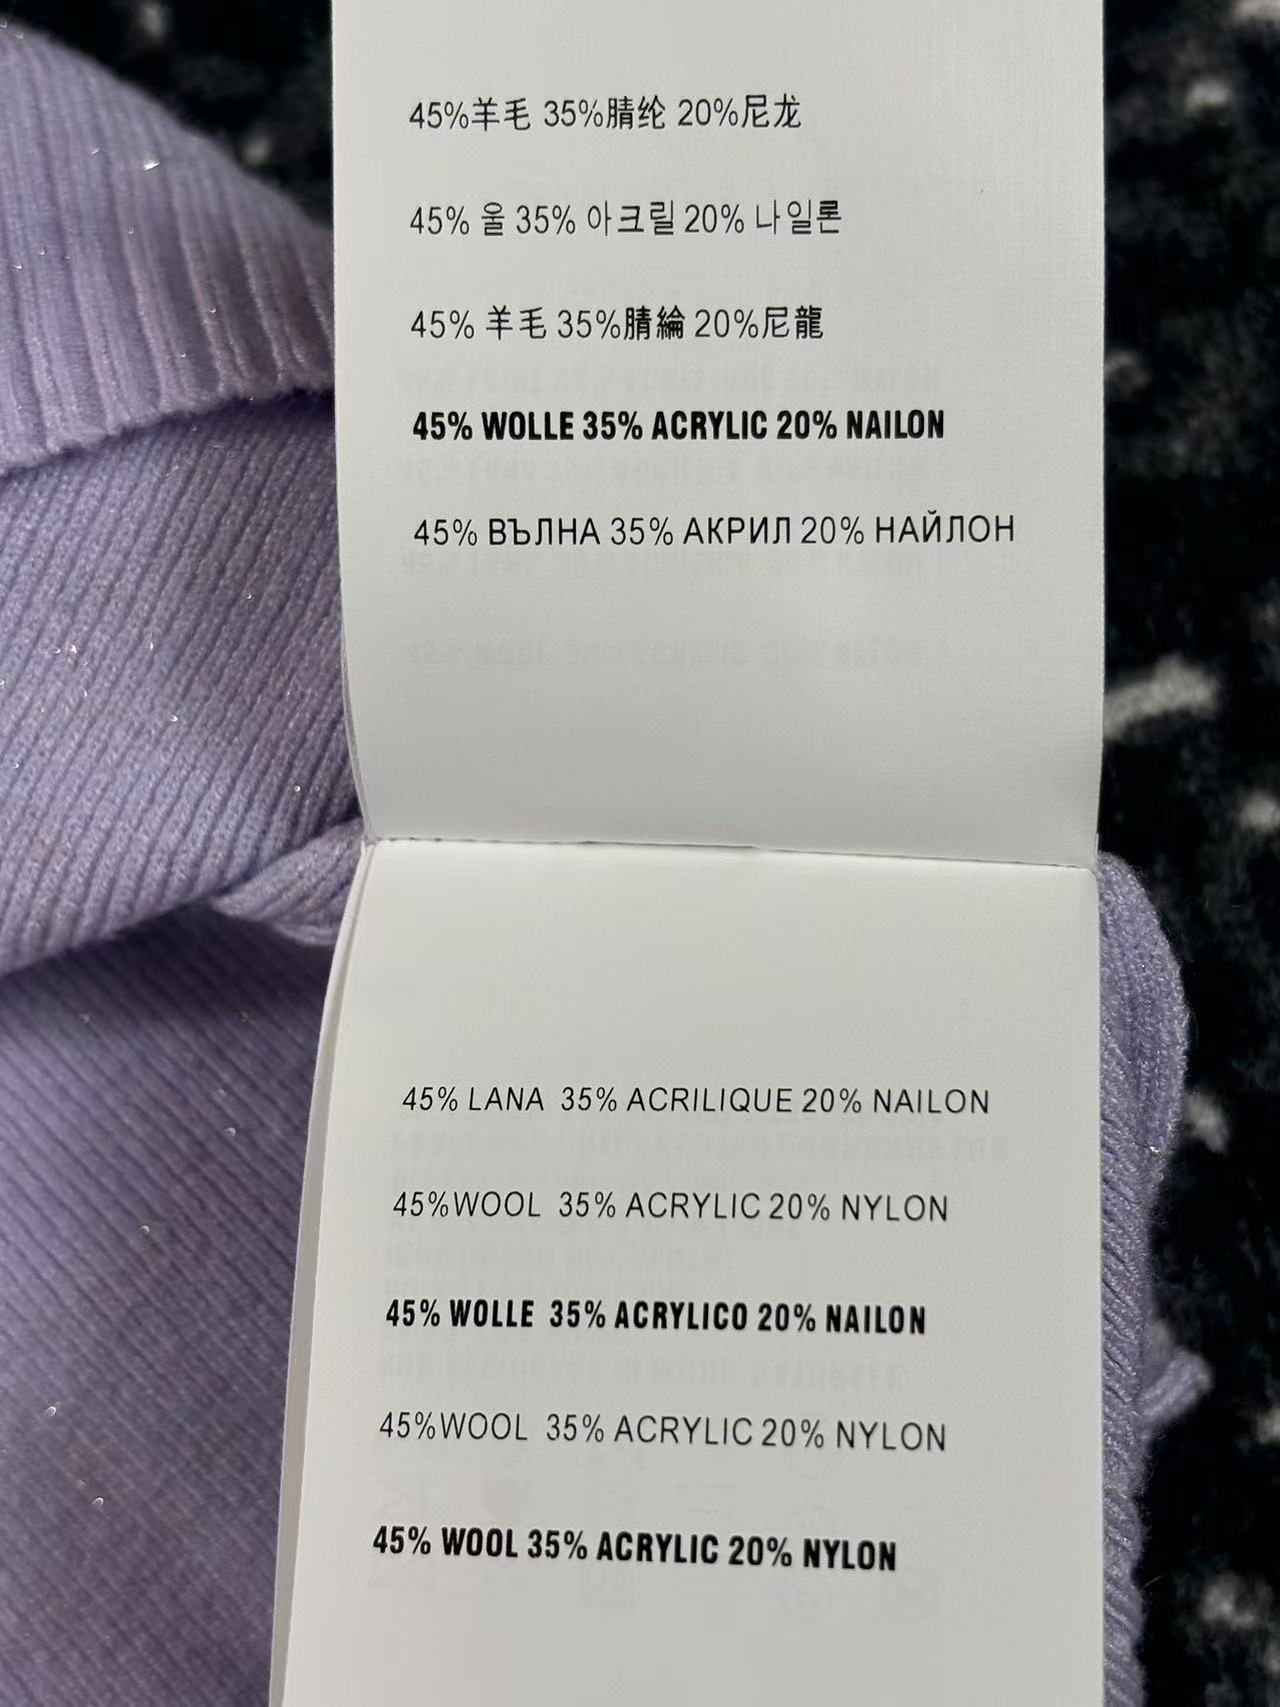 45%羊毛 35%腈纶 20%尼龙
45% 울 35% 아크릴 20% 나일론
45% 羊毛 35%腈綸 20%尼龍
45% WOLLE 35% ACRYLIC 20% NAILON
45% ВЪЛНА 35% АКРИЛ 20% НАЙЛОН
45% LANA 35% ACRILIQUE 20% NAILON
45%WOOL 35% ACRYLIC 20% NYLON
45% WOLLE 35% ACRYLICO 20% NAILON
45%WOOL 35% ACRYLIC 20% NYLON
45% WOOL 35% ACRYLIC 20% NYLON